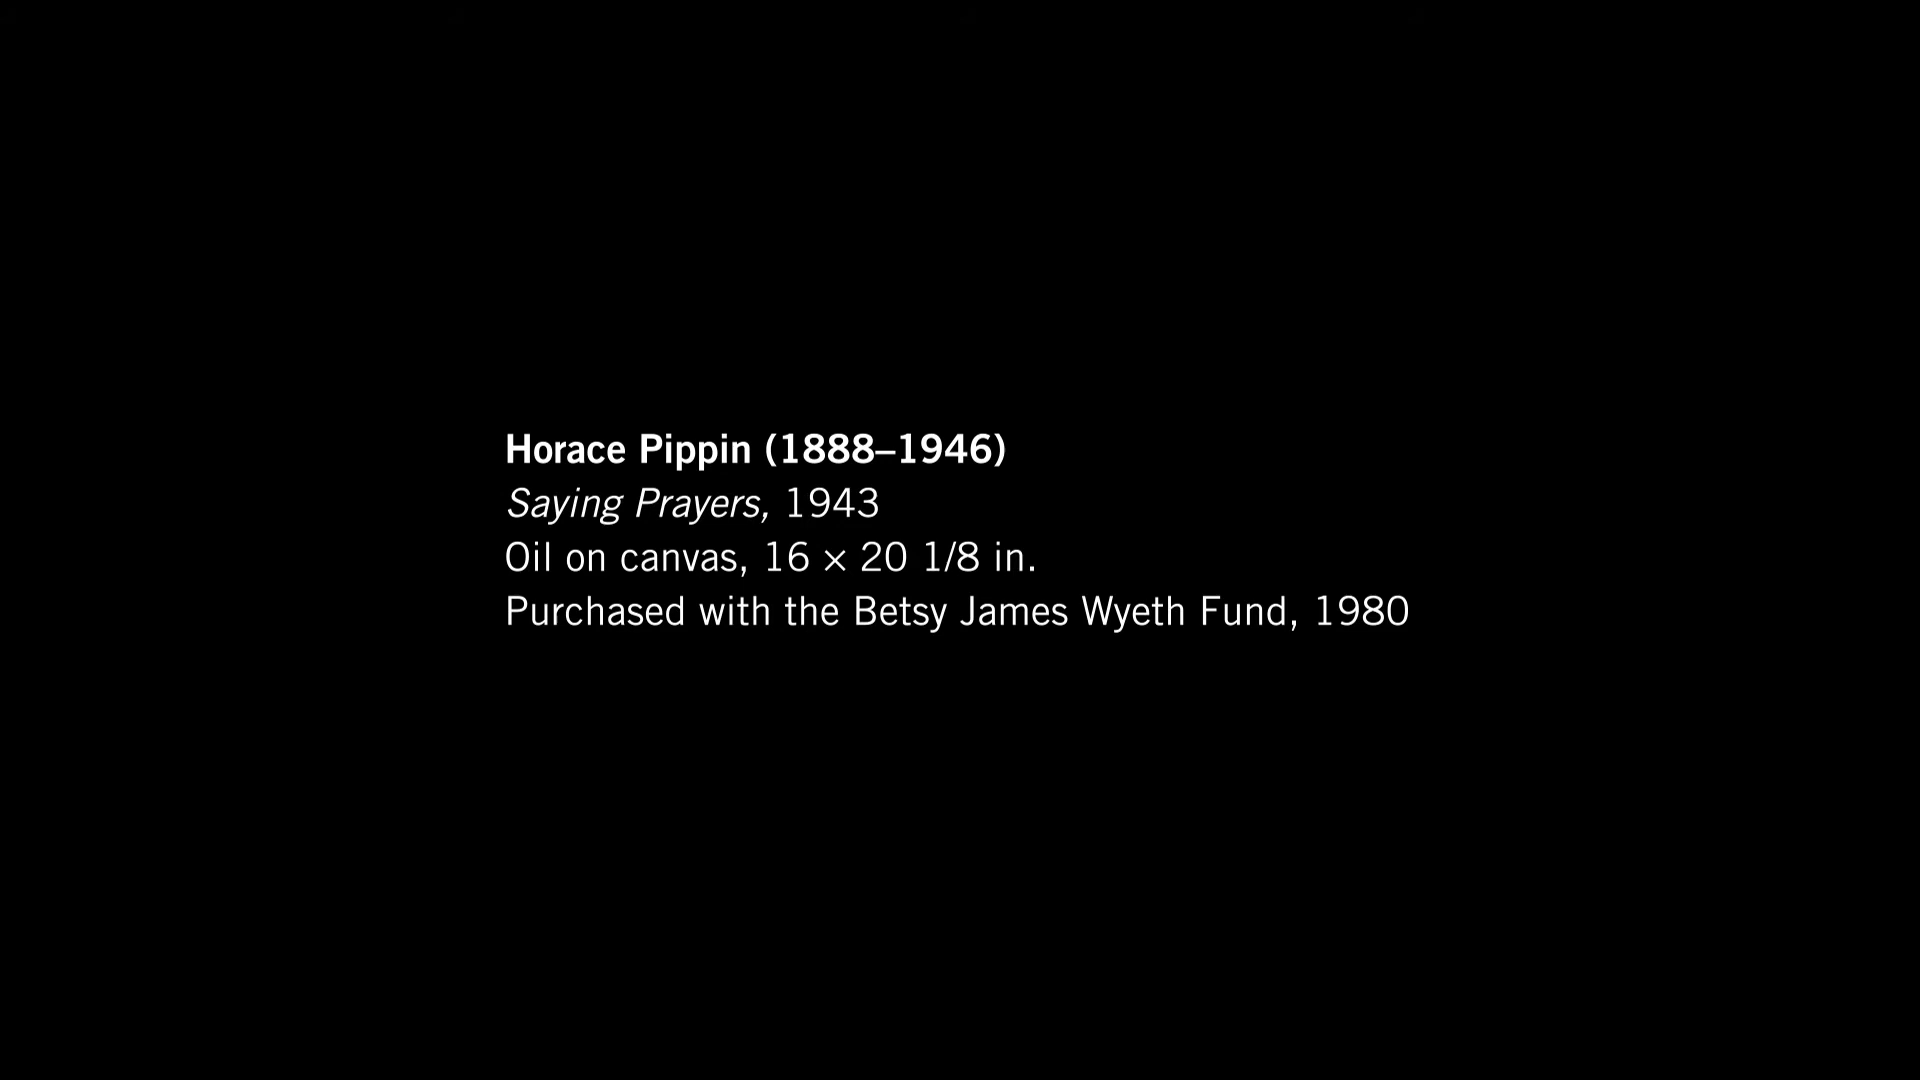 Horace Pippin (1888–1946)
Saying Prayers, 1943
Oil on canvas, 16 × 20 1/8 in.
Purchased with the Betsy James Wyeth Fund, 1980